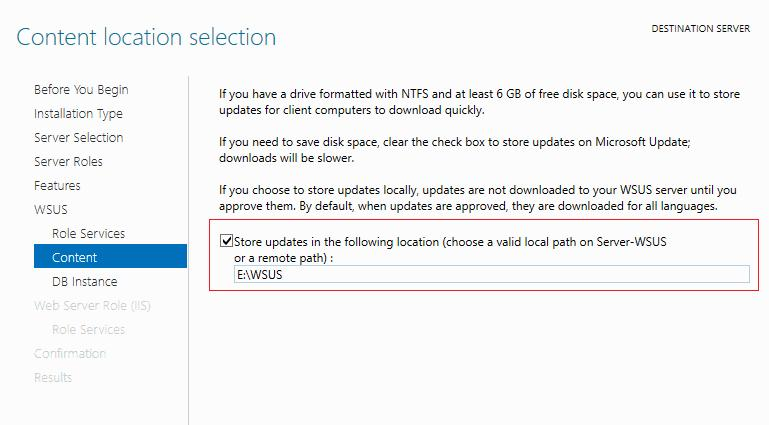 Content location selection
DESTINATION SERVER
Before You Begin
Installation Type
Server Selection
Server Roles
Features
WSUS
Role Services
Content
DB Instance
Web Server Role (IIS)
Role Services
Confirmation
Results
If you have a drive formatted with NTFS and at least 6 GB of free disk space, you can use it to store
updates for client computers to download quickly.
If you need to save disk space, clear the check box to store updates on Microsoft Update;
downloads will be slower.
If you choose to store updates locally, updates are not downloaded to your WSUS server until you
approve them. By default, when updates are approved, they are downloaded for all languages.
Store updates in the following location (choose a valid local path on Server-WSUS
or a remote path) :
E:\WSUS